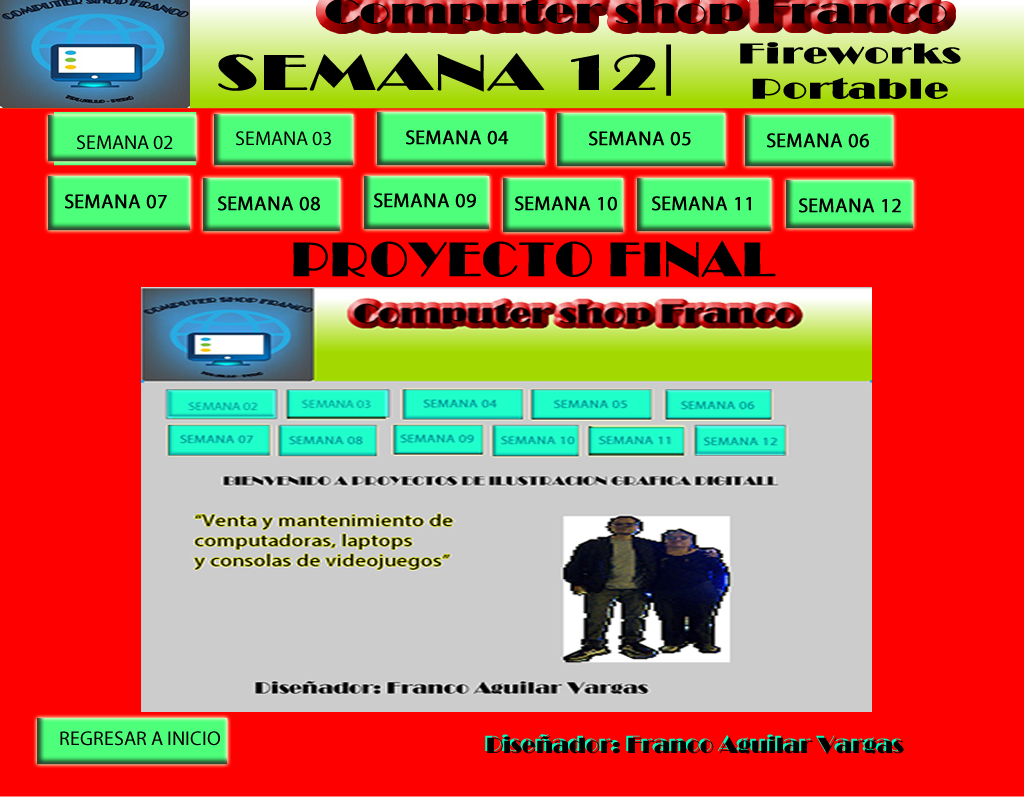 COMPUTER SHOP FRANCO
Computer shop Franco
SEMANA 12|
Fireworks
Portable
SEMANA 02
SEMANA 03
SEMANA 04
SEMANA 05
SEMANA 06
SEMANA 07
SEMANA 08
SEMANA 09
SEMANA 10
SEMANA 11
SEMANA 12
PROYECTO FINAL
COMPUTER SHOP FRANCO
Computer shop Franco
SEMANA 02
SEMANA 03
SEMANA 04
SEMANA 05
SEMANA 06
SEMANA 07
SEMANA 08
SEMANA 09
SEMANA 10
SEMANA 11
SEMANA 12
BIENVENIDO A PROYECTOS DE ILUSTRACION GRAFICA DIGITALL
“Venta y mantenimiento de
computadoras, laptops
y consolas de videojuegos”
Diseñador: Franco Aguilar Vargas
REGRESAR A INICIO
Diseñador: Franco Aguilar Vargas